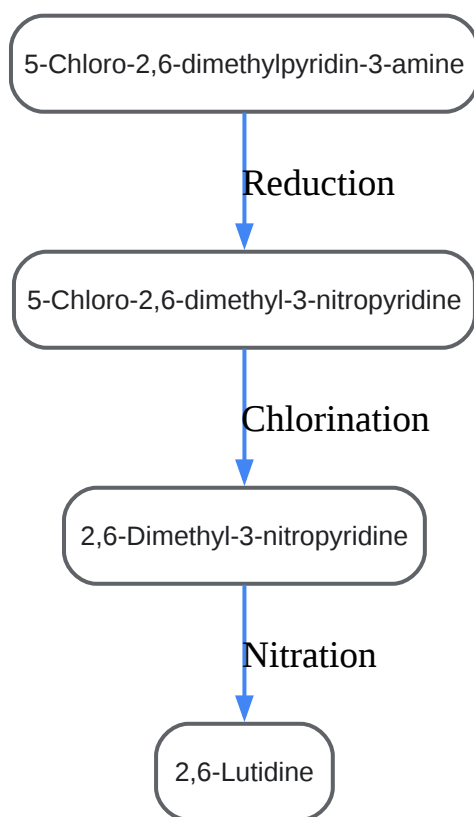 5-Chloro-2,6-dimethylpyridin-3-amine
Reduction
5-Chloro-2,6-dimethyl-3-nitropyridine
Chlorination
2,6-Dimethyl-3-nitropyridine
Nitration
2,6-Lutidine